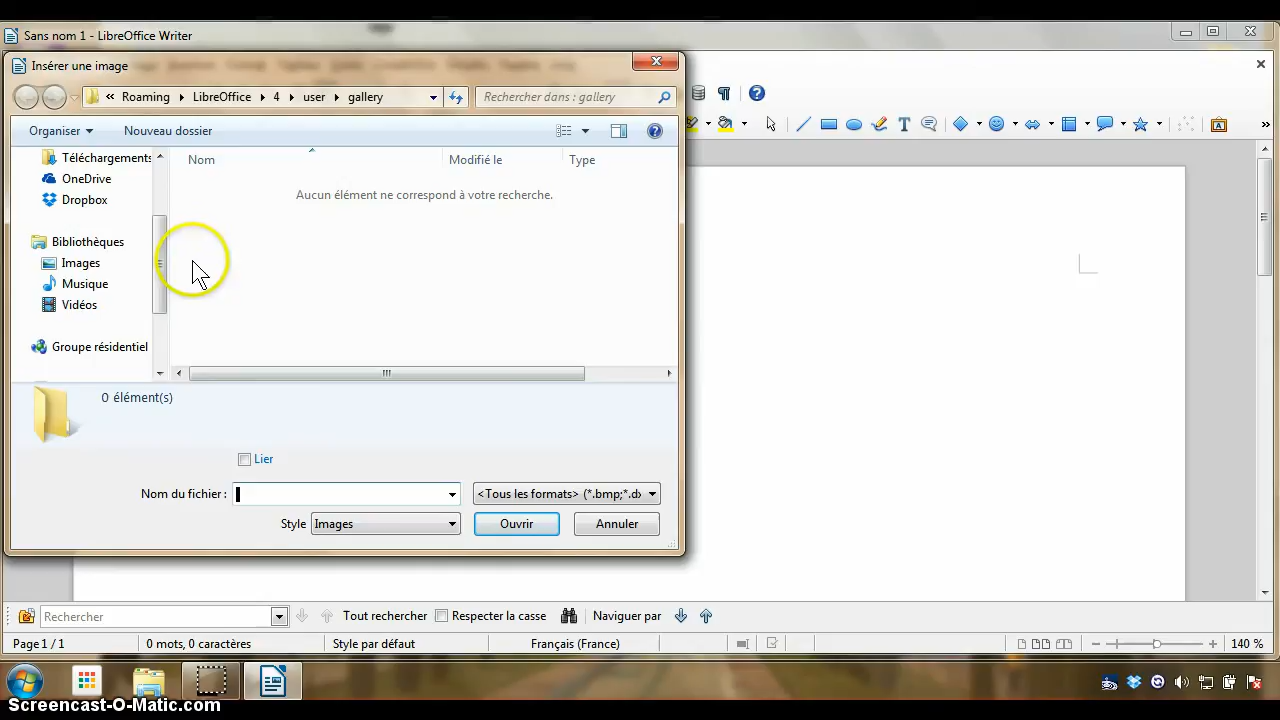 Sans nom 1 - LibreOffice Writer
Insérer une image
Roaming LibreOffice 4 user gallery
Rechercher dans : gallery
Organiser Nouveau dossier
Téléchargements
OneDrive
Dropbox
Bibliothèques
Images
Musique
Vidéos
Groupe résidentiel
Nom Modifié le Type
Aucun élément ne correspond à votre recherche.
0 élément(s)
Lier
Nom du fichier : <Tous les formats> (*.bmp;*.dx
Style Images Ouvrir Annuler
Rechercher Tout rechercher Respecter la casse Naviguer par
Page 1 / 1 0 mots, 0 caractères Style par défaut Français (France) 140 %
Screencast-O-Matic.com